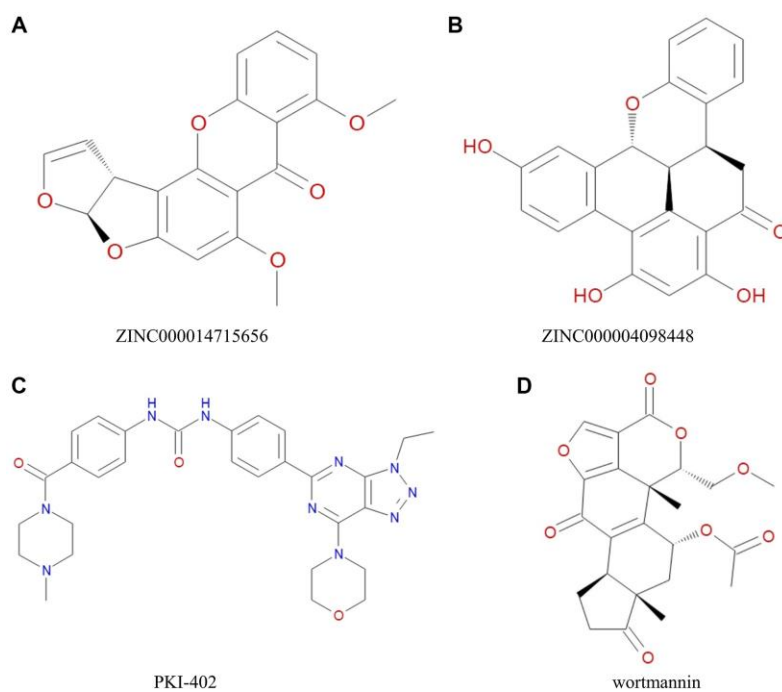 A
B
O
O
O
O
O
O
ZINC000014715656
O
HO
O
HO
OH
ZINC000004098448
C
D
H
N
H
N
O
O
N
N
N
N
N
N
N
N
O
PKI-402
O
O
O
O
O
O
O
O
wortmannin